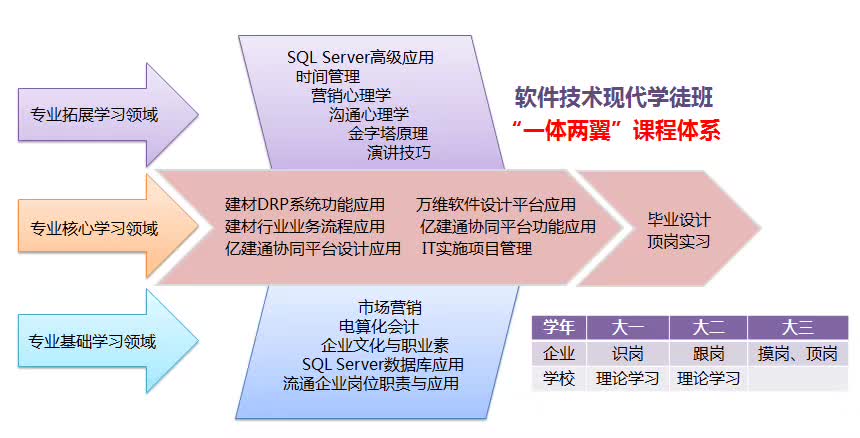 软件技术现代学徒班
“一体两翼”课程体系
专业拓展学习领域
SQL Server高级应用
时间管理
营销心理学
沟通心理学
金字塔原理
演讲技巧
专业核心学习领域
建材DRP系统功能应用 万维软件设计平台应用
建材行业业务流程应用 亿建通协同平台功能应用
亿建通协同平台设计应用 IT实施项目管理
毕业设计
顶岗实习
专业基础学习领域
市场营销
电算化会计
企业文化与职业素
SQL Server数据库应用
流通企业岗位职责与应用
学年 大一 大二 大三
企业 识岗 跟岗 摸岗、顶岗
学校 理论学习 理论学习